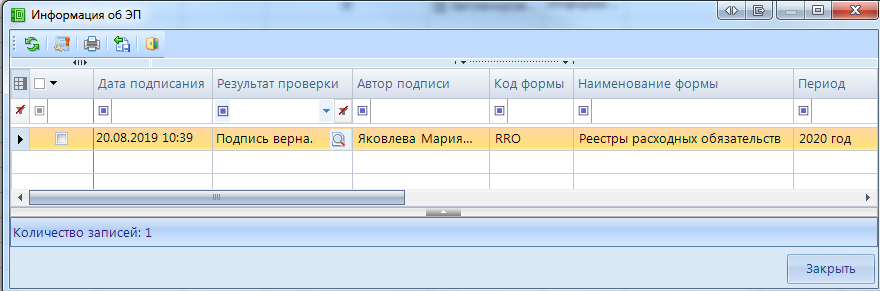 Информация об ЭП
Дата подписания Результат проверки Автор подписи Код формы Наименование формы Период
20.08.2019 10:39 Подпись верна. Яковлева Мария... RRO Реестры расходных обязательств 2020 год
Количество записей: 1
Закрыть